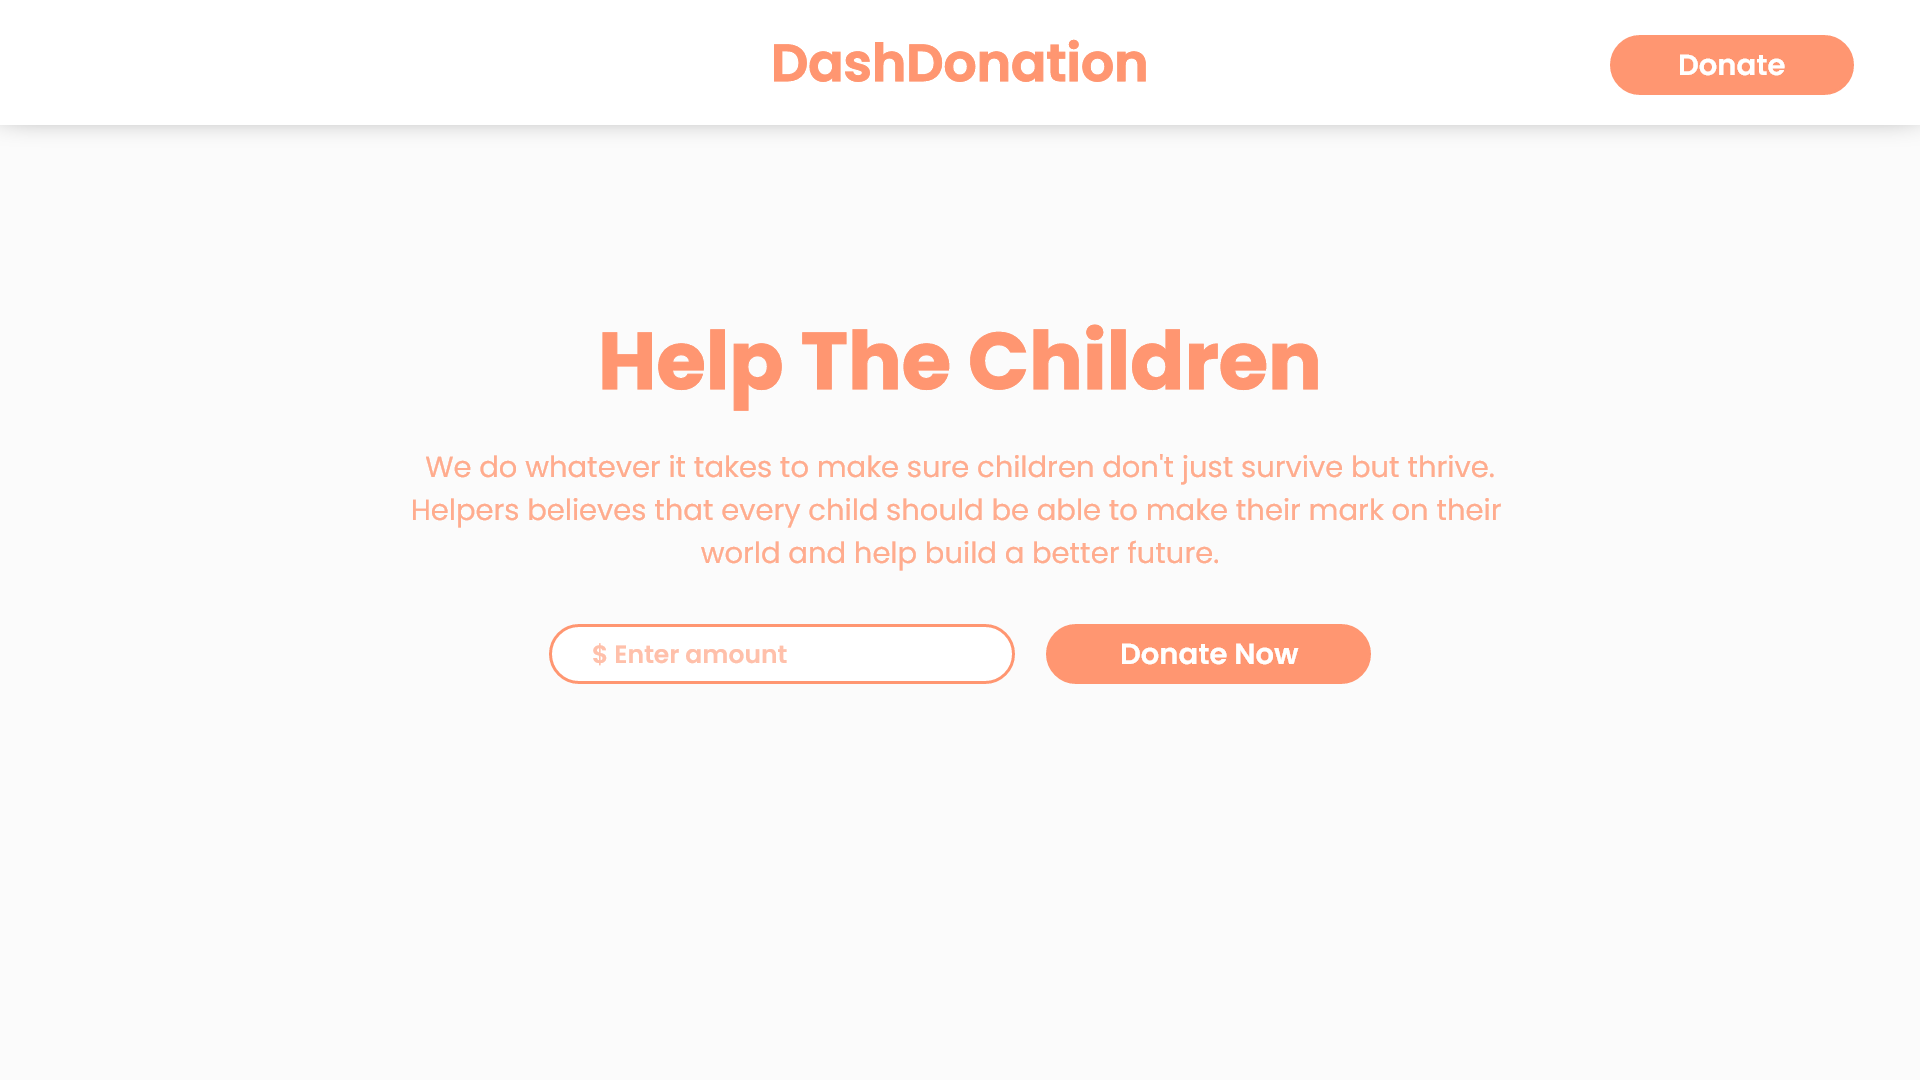 DashDonation
Donate
Help The Children
We do whatever it takes to make sure children don't just survive but thrive.
Helpers believes that every child should be able to make their mark on their
world and help build a better future.
$ Enter amount
Donate Now